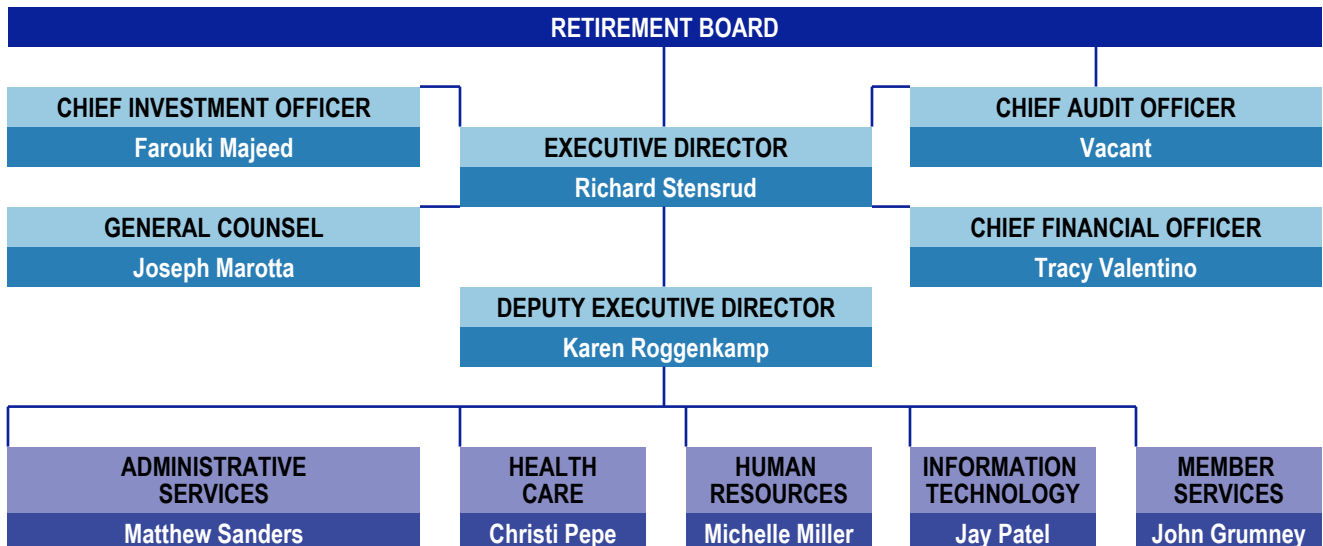 RETIREMENT BOARD
CHIEF INVESTMENT OFFICER
Farouki Majeed
CHIEF AUDIT OFFICER
Vacant
EXECUTIVE DIRECTOR
Richard Stensrud
GENERAL COUNSEL
Joseph Marotta
CHIEF FINANCIAL OFFICER
Tracy Valentino
DEPUTY EXECUTIVE DIRECTOR
Karen Roggenkamp
ADMINISTRATIVE
SERVICES
Matthew Sanders
HEALTH
CARE
Christi Pepe
HUMAN
RESOURCES
Michelle Miller
INFORMATION
TECHNOLOGY
Jay Patel
MEMBER
SERVICES
John Grumney